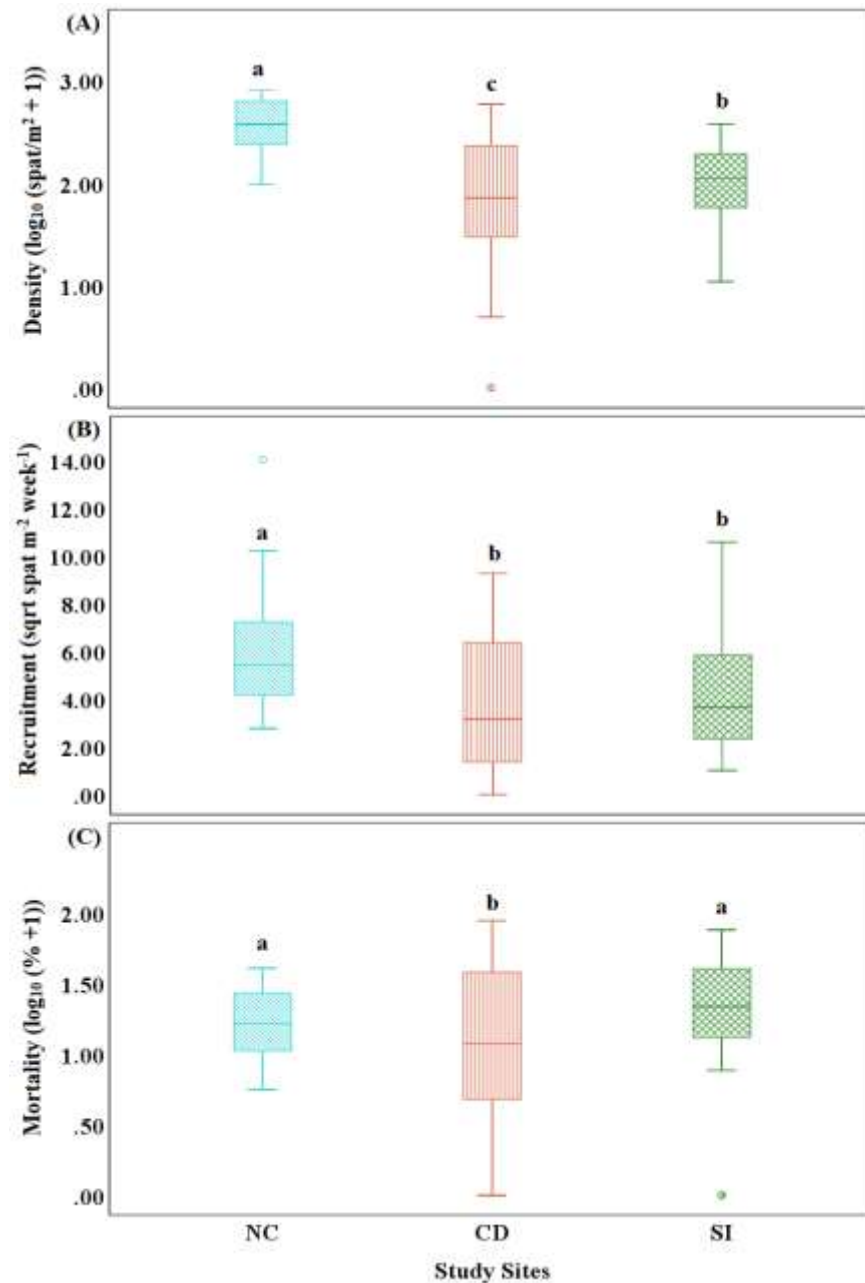 (A)
Density (log₁₀ (spat/m² + 1))
3.00
2.00
1.00
.00
a
c
b
(B)
Recruitment (sqrt spat m⁻² week⁻¹)
14.00
12.00
10.00
8.00
6.00
4.00
2.00
.00
a
b
b
(C)
Mortality (log₁₀ (% +1))
2.00
1.50
1.00
.50
.00
a
b
a
NC CD SI
Study Sites